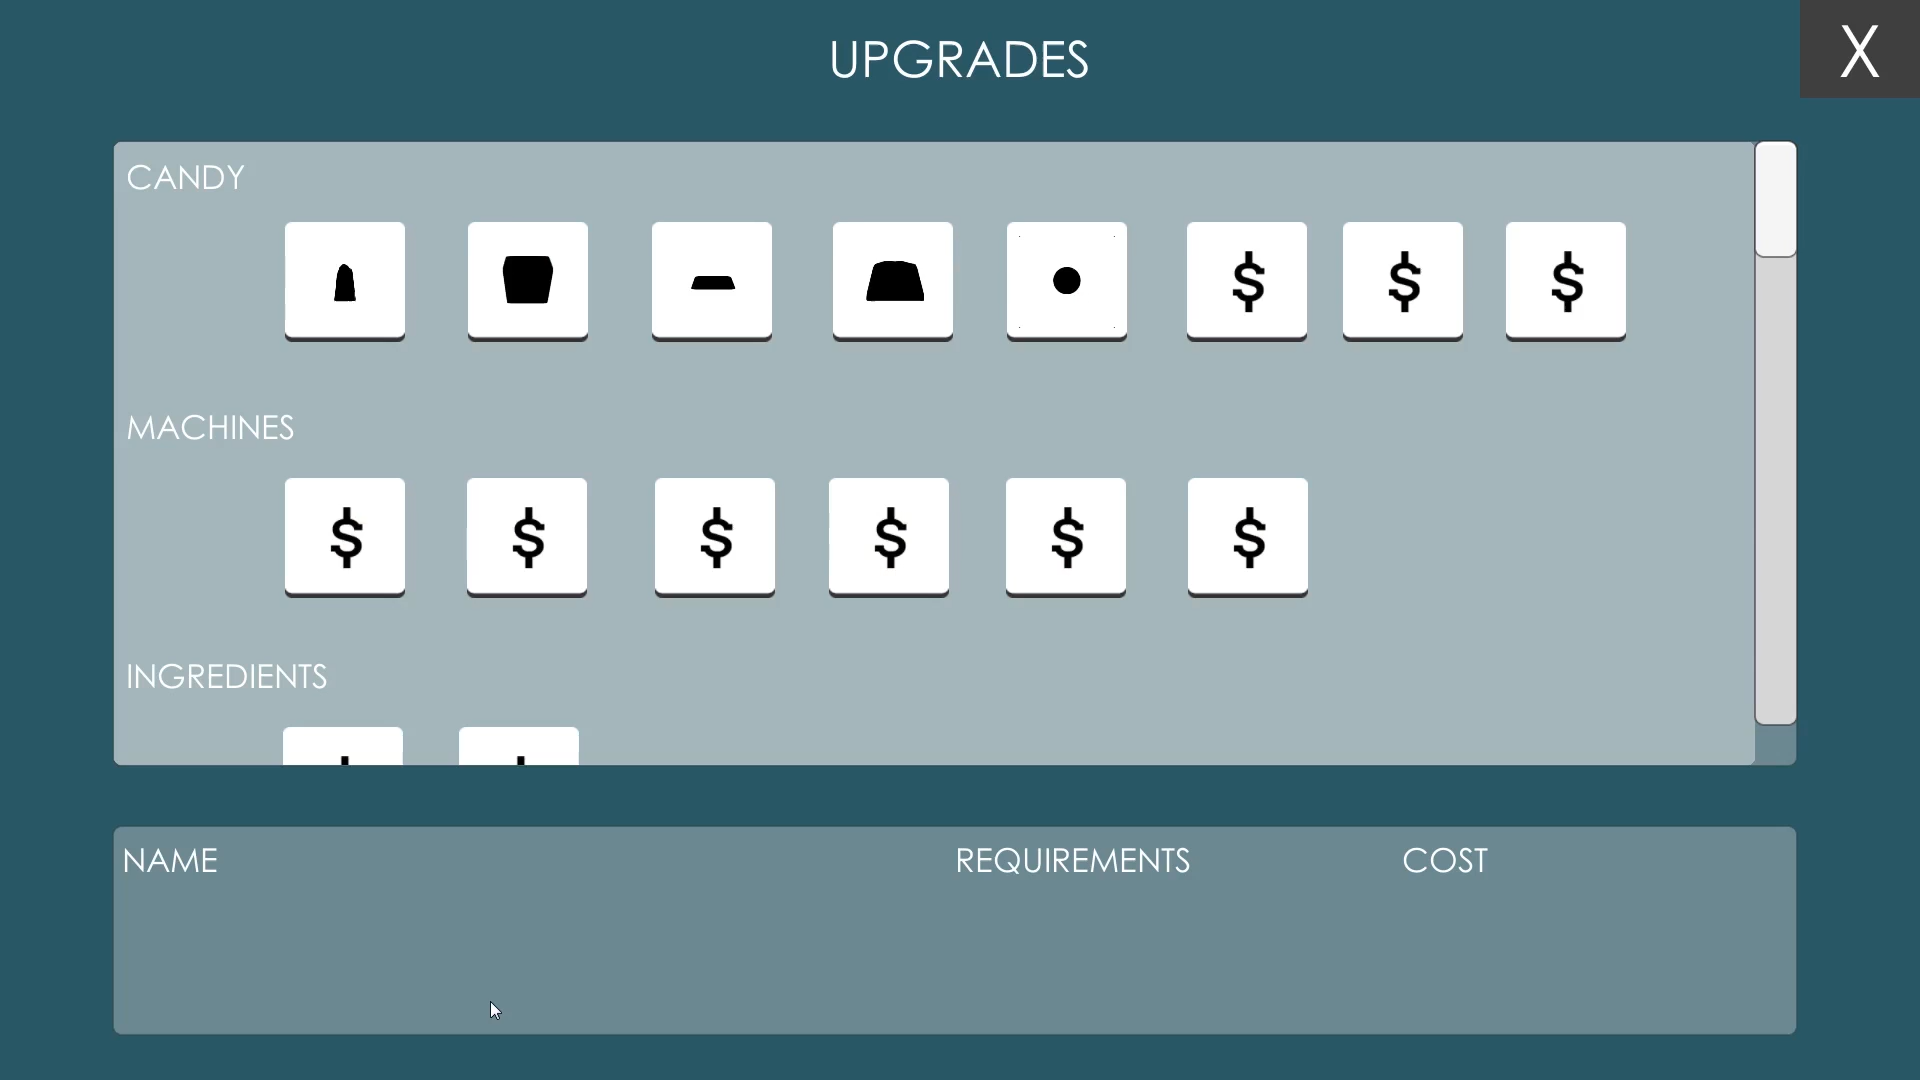 UPGRADES
X
CANDY
$ $ $
MACHINES
$ $ $ $ $ $
INGREDIENTS
NAME
REQUIREMENTS
COST